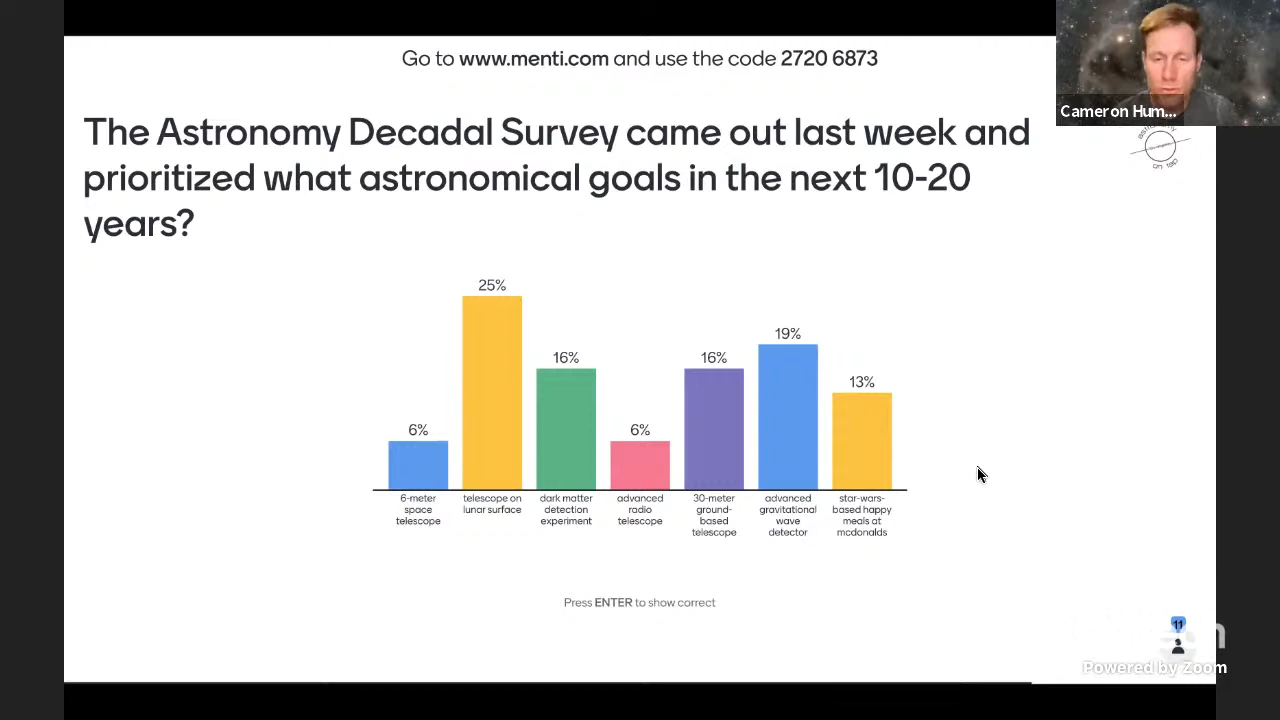 Go to www.menti.com and use the code 2720 6873
Cameron Hum...
The Astronomy Decadal Survey came out last week and
prioritized what astronomical goals in the next 10-20
years?
astronomy
on tap
25%
19%
16%
16%
13%
6%
6%
6-meter
space
telescope
telescope on
lunar surface
dark matter
detection
experiment
advanced
radio
telescope
30-meter
ground-
based
telescope
advanced
gravitational
wave
detector
star-wars-
based happy
meals at
mcdonalds
Press ENTER to show correct
11
Powered by Zoom